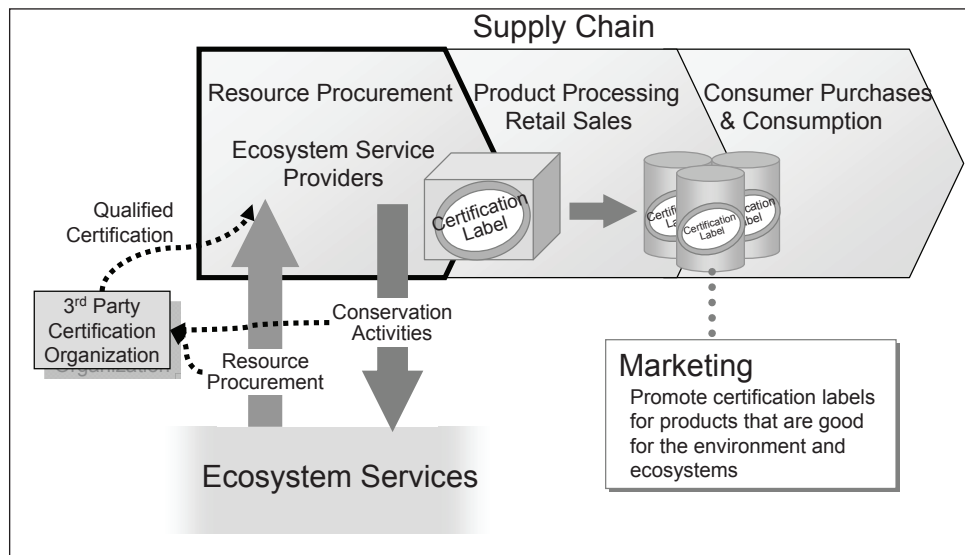 Supply Chain
Resource Procurement
Product Processing
Retail Sales
Consumer Purchases
& Consumption
Ecosystem Service
Providers
Certification
Label
Certification
Label
Qualified
Certification
3rd Party
Certification
Organization
Conservation
Activities
Resource
Procurement
Ecosystem Services
Marketing
Promote certification labels
for products that are good
for the environment and
ecosystems